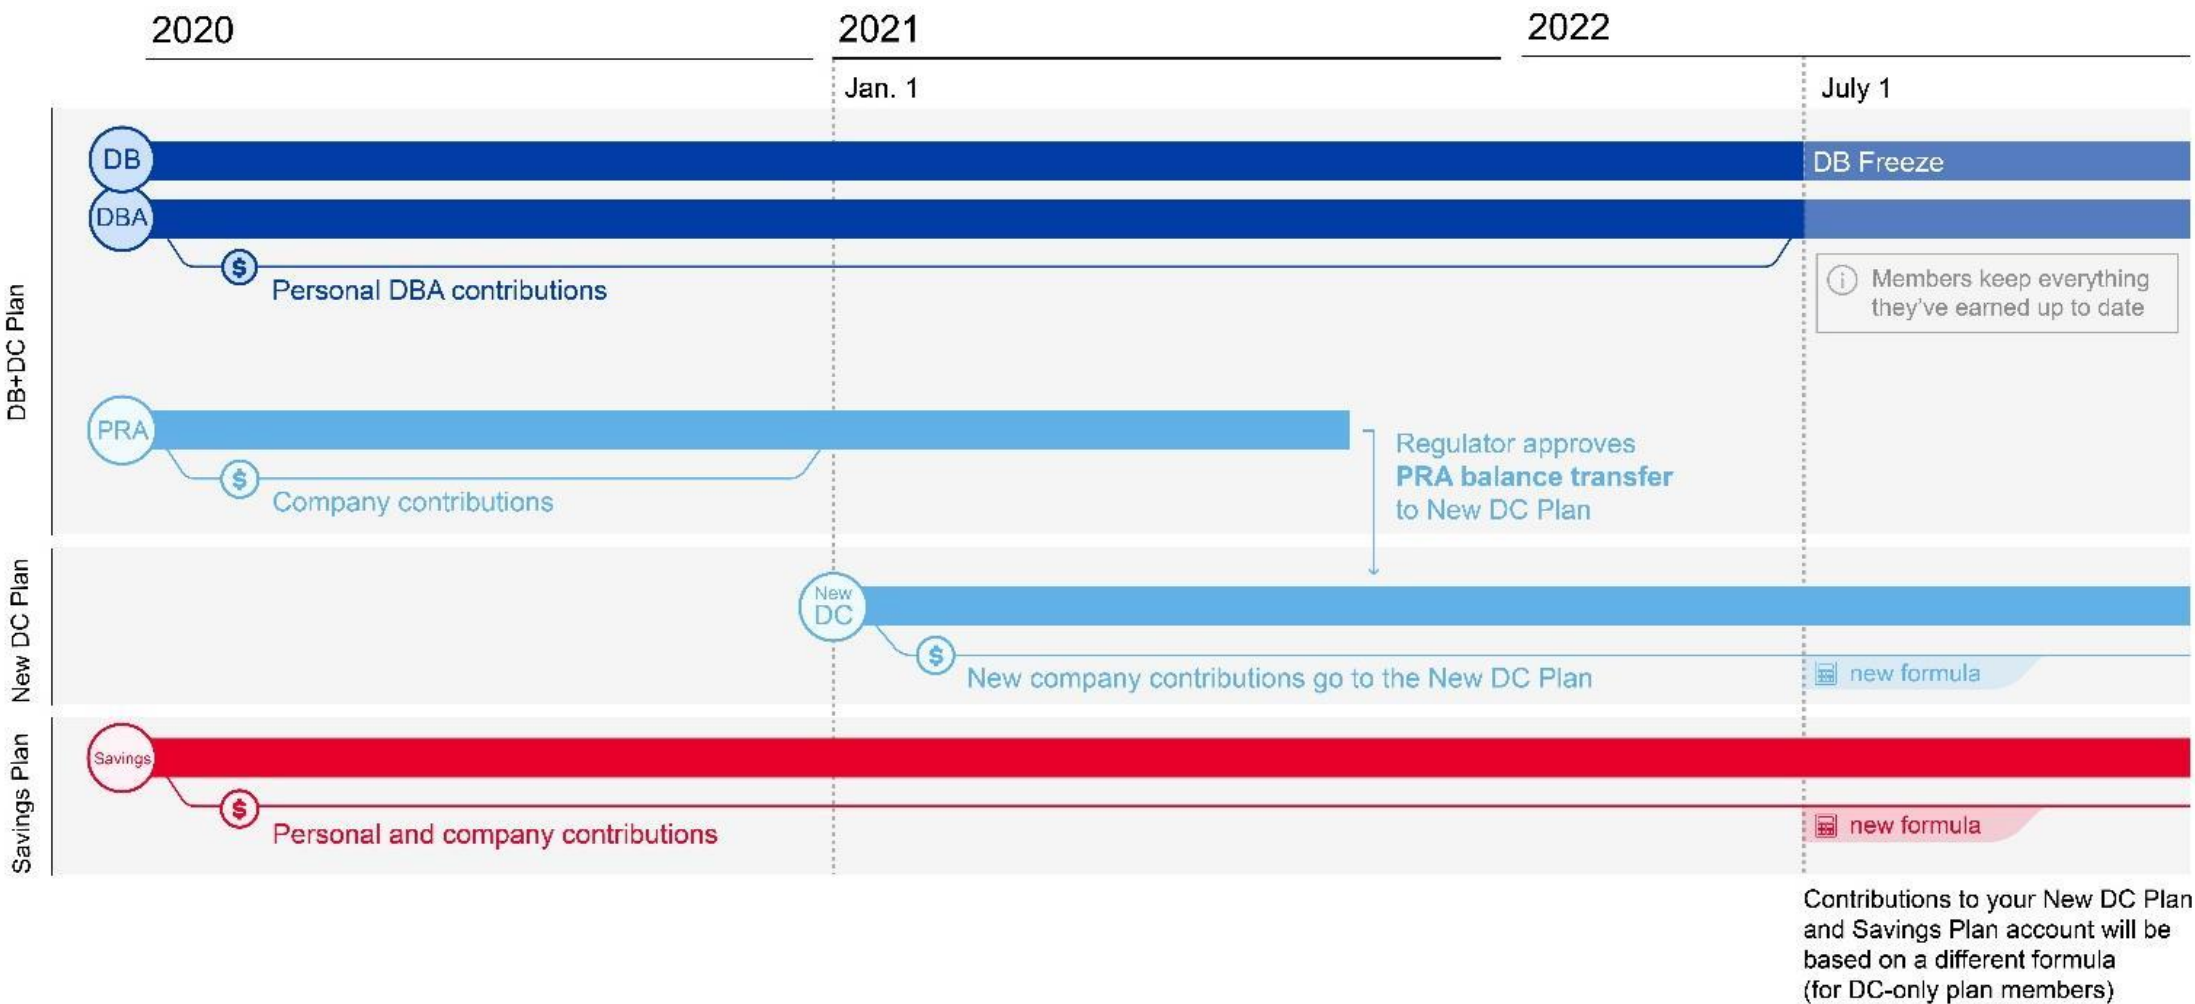 2020
2021
2022
Jan. 1
July 1
DB+DC Plan
DB
DB Freeze
DBA
$
Personal DBA contributions
Members keep everything
they've earned up to date
PRA
$
Company contributions
Regulator approves
PRA balance transfer
to New DC Plan
New DC Plan
New
DC
$
New company contributions go to the New DC Plan
new formula
Savings Plan
Savings
$
Personal and company contributions
new formula
Contributions to your New DC Plan
and Savings Plan account will be
based on a different formula
(for DC-only plan members)